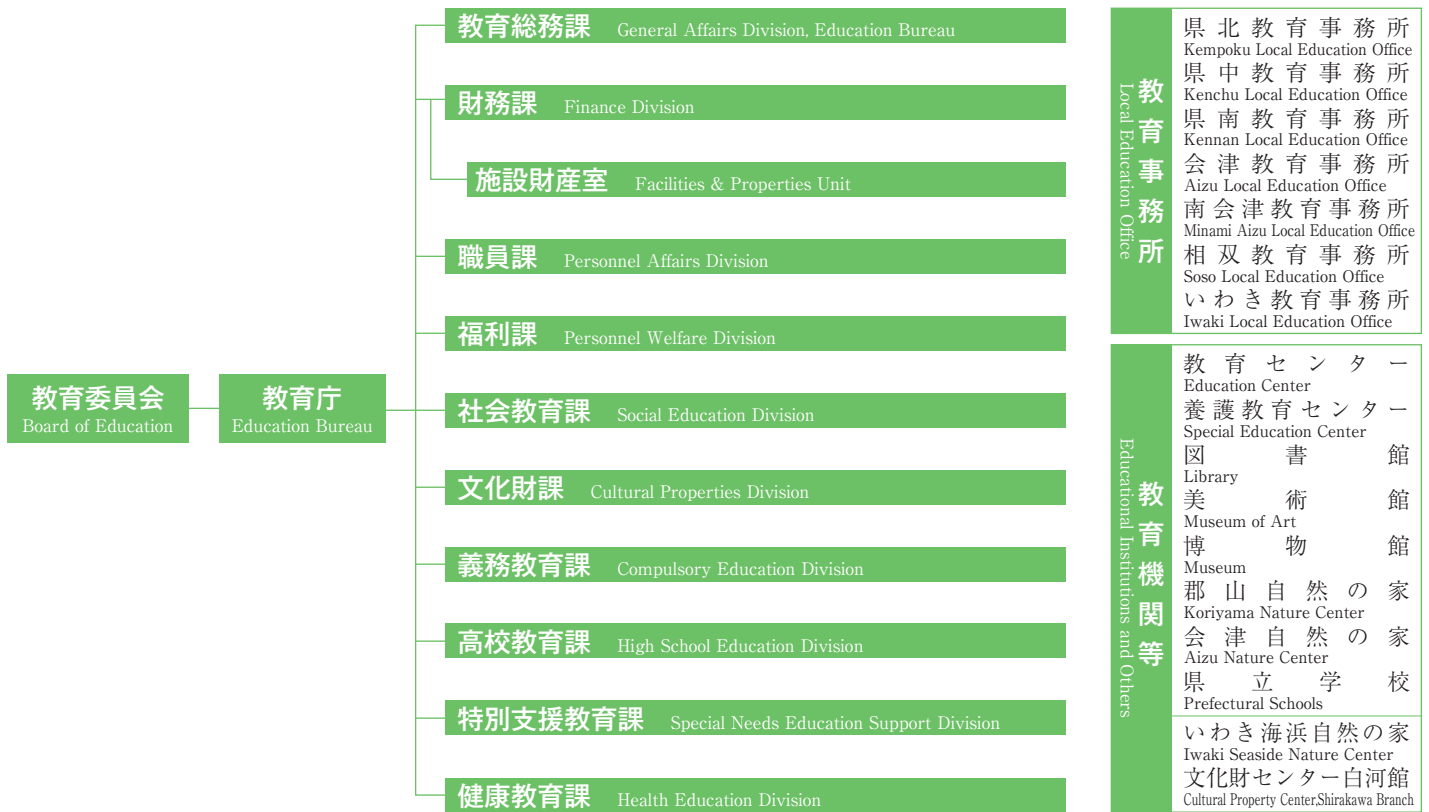 教育委員会
Board of Education
教育庁
Education Bureau
教育総務課 General Affairs Division, Education Bureau
財務課 Finance Division
施設財産室 Facilities & Properties Unit
職員課 Personnel Affairs Division
福利課 Personnel Welfare Division
社会教育課 Social Education Division
文化財課 Cultural Properties Division
義務教育課 Compulsory Education Division
高校教育課 High School Education Division
特別支援教育課 Special Needs Education Support Division
健康教育課 Health Education Division
教育事務所
Local Education Office
県北教育事務所
Kempoku Local Education Office
県中教育事務所
Kenchu Local Education Office
県南教育事務所
Kennan Local Education Office
会津教育事務所
Aizu Local Education Office
南会津教育事務所
Minami Aizu Local Education Office
相双教育事務所
Soso Local Education Office
いわき教育事務所
Iwaki Local Education Office
教育機関等
Educational Institutions and Others
教育センター
Education Center
養護教育センター
Special Education Center
図書館
Library
美術館
Museum of Art
博物館
Museum
郡山自然の家
Koriyama Nature Center
会津自然の家
Aizu Nature Center
県立学校
Prefectural Schools
いわき海浜自然の家
Iwaki Seaside Nature Center
文化財センター白河館
Cultural Property Center,Shirakawa Branch